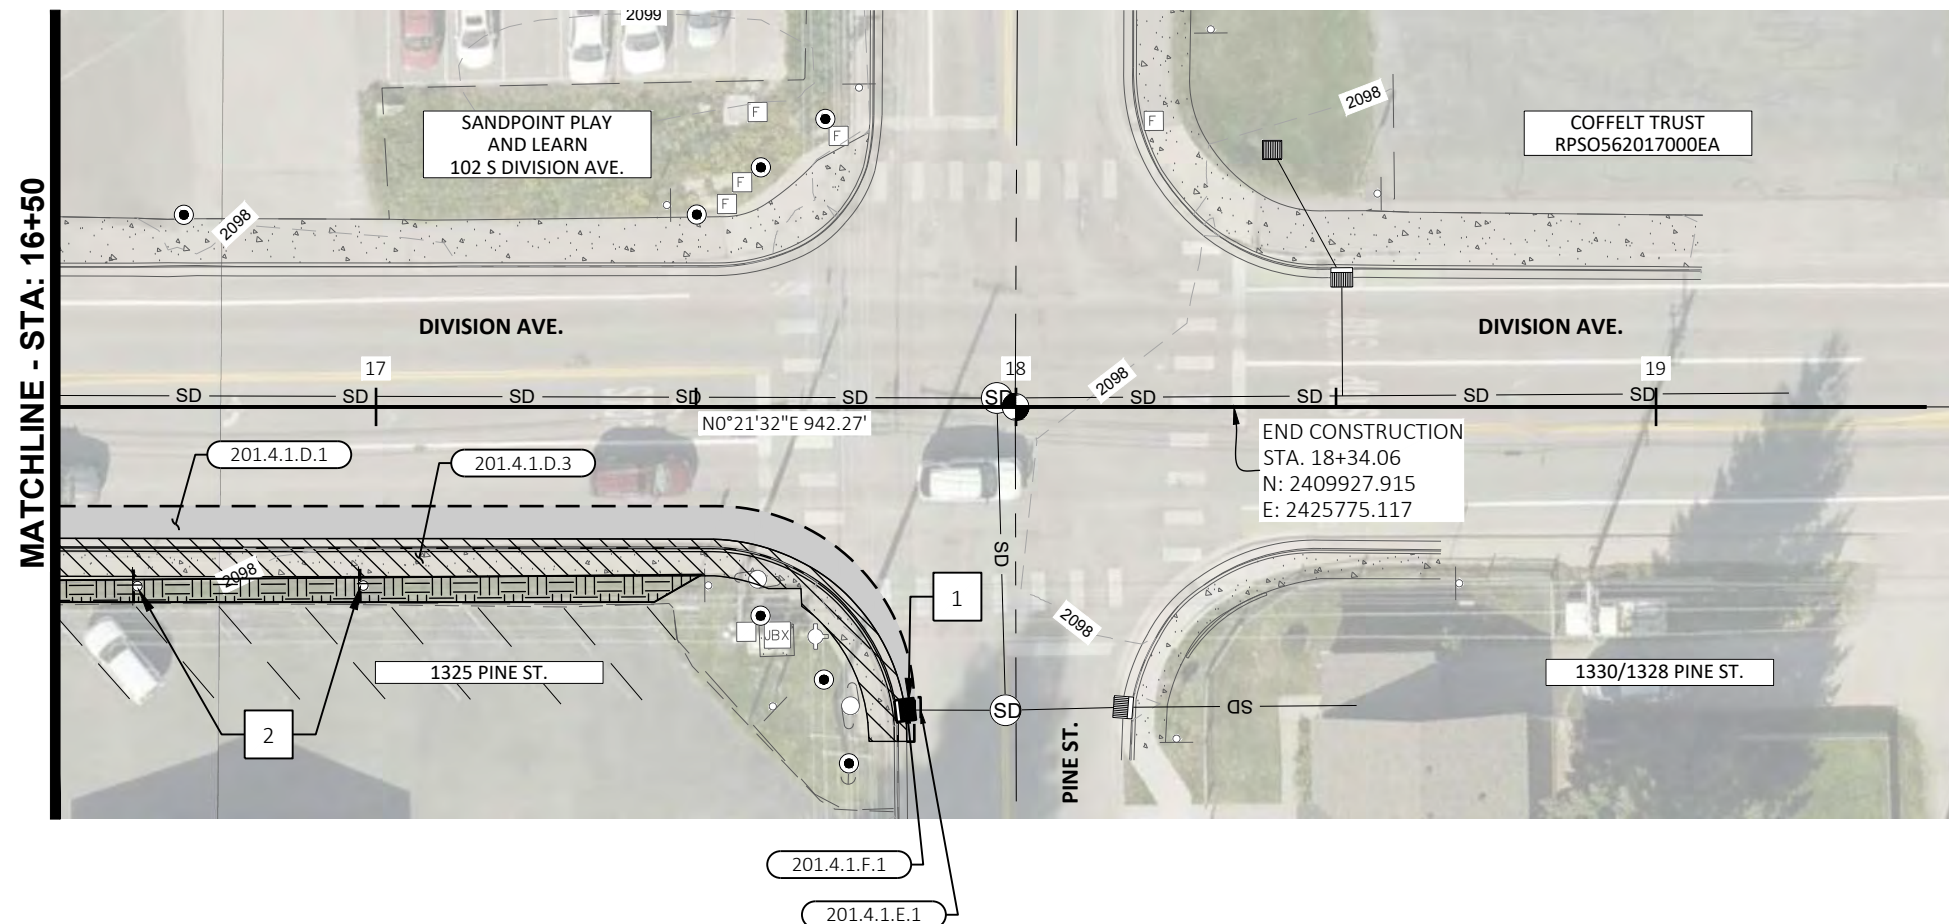 2099
SANDPOINT PLAY
AND LEARN
102 S DIVISION AVE.
F
F
F
F
F
2098
COFFELT TRUST
RPSO562017000EA
2098
MATCHLINE - STA: 16+50
DIVISION AVE.
DIVISION AVE.
17
18
19
2098
SD
SD
SD
SD
SD
SD
SD
SD
SD
SD
N0°21'32"E 942.27'
END CONSTRUCTION
STA. 18+34.06
N: 2409927.915
E: 2425775.117
201.4.1.D.1
201.4.1.D.3
SD
2098
1
2098
JBX
1325 PINE ST.
1330/1328 PINE ST.
SD
SD
2
PINE ST.
201.4.1.F.1
201.4.1.E.1